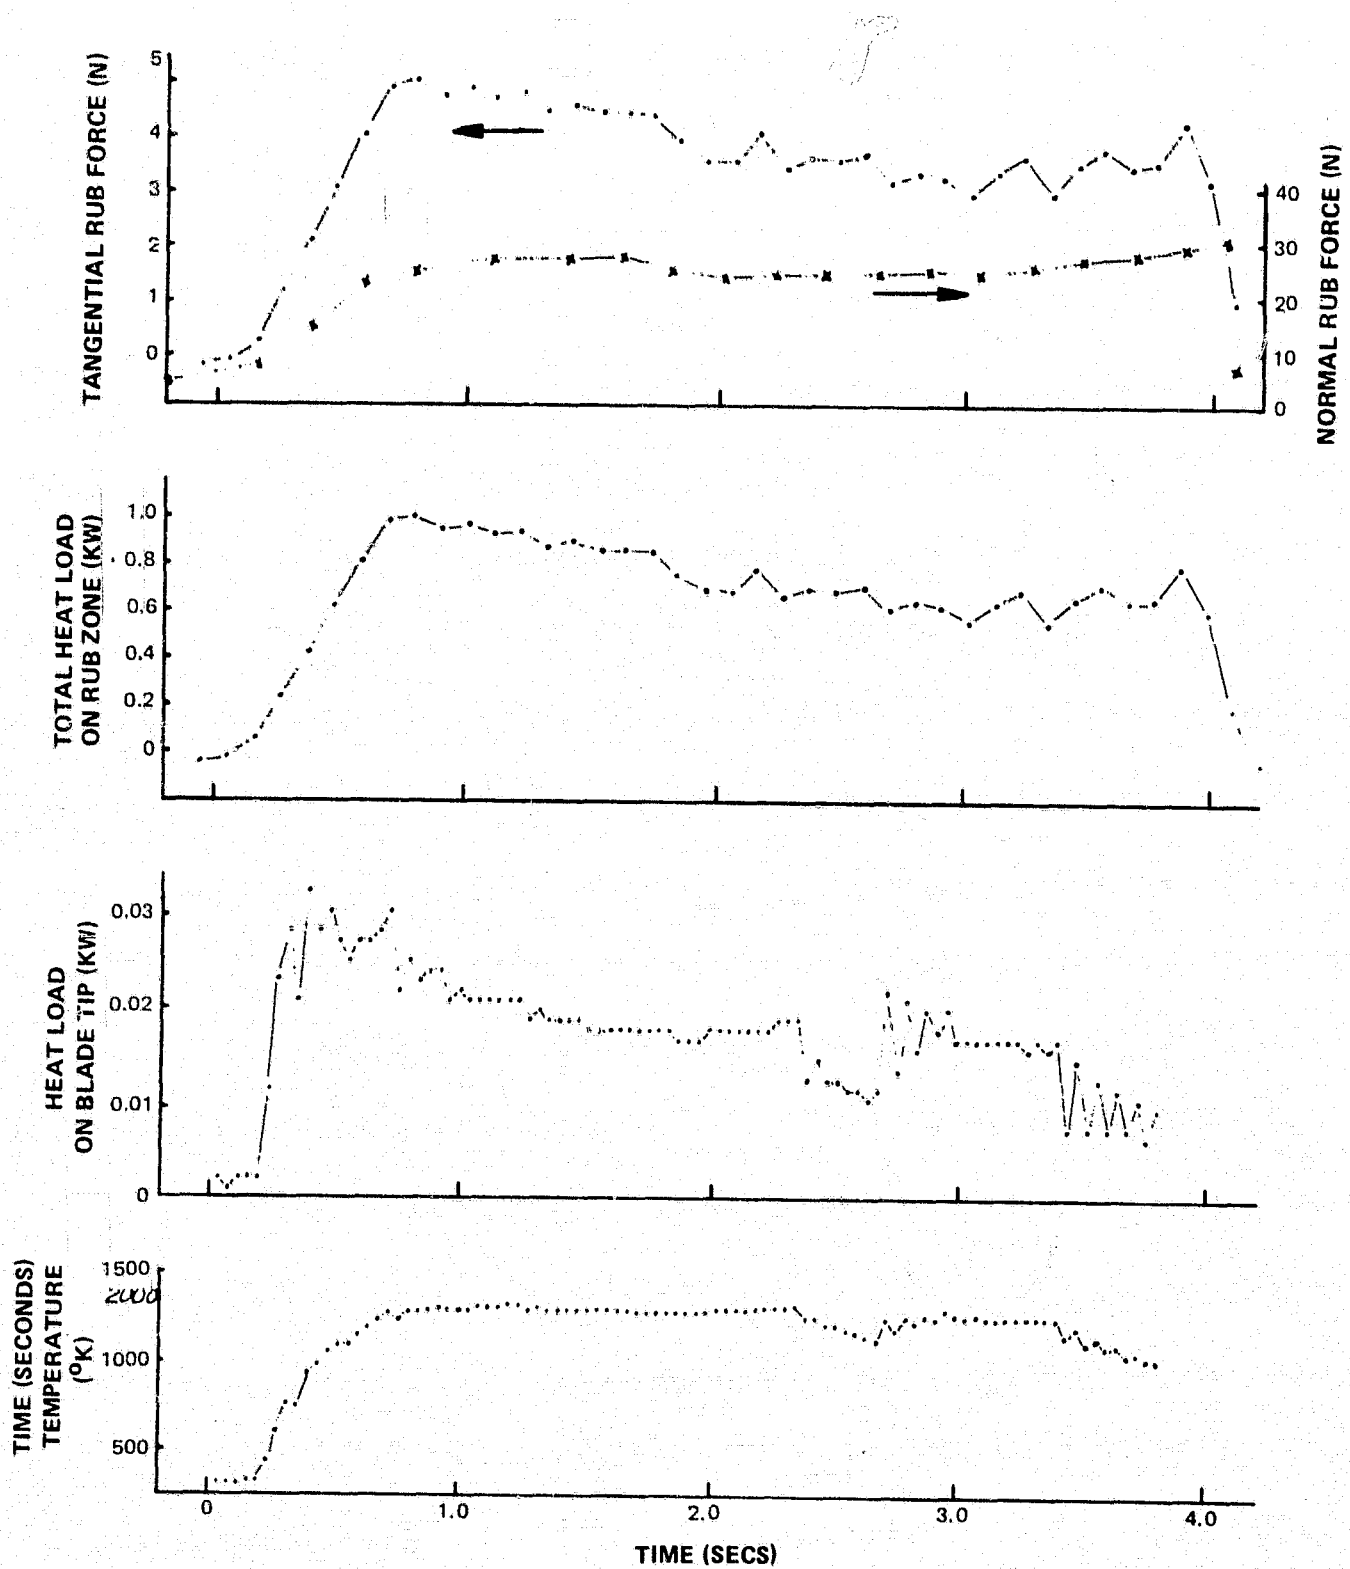 TANGENTIAL RUB FORCE (N)
5
4
3
2
1
0
40
30
20
10
0
NORMAL RUB FORCE (N)
TOTAL HEAT LOAD
ON RUB ZONE (KW)
1.0
0.8
0.6
0.4
0.2
0
HEAT LOAD
ON BLADE TIP (KW)
0.03
0.02
0.01
0
TIME (SECONDS)
TEMPERATURE
(°K)
1500
2000
1000
500
0 1.0 2.0 3.0 4.0
TIME (SECS)